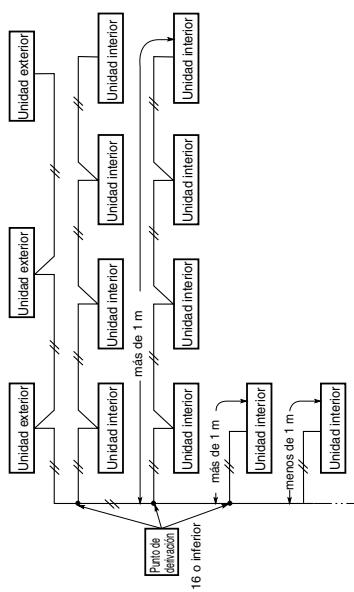 Unidad exterior
Unidad exterior
Unidad exterior
Unidad interior
Unidad interior
Unidad interior
Unidad interior
más de 1 m
Unidad interior
Unidad interior
Unidad interior
Unidad interior
Punto de
derivación
16 o inferior
más de 1 m
Unidad interior
menos de 1 m
Unidad interior